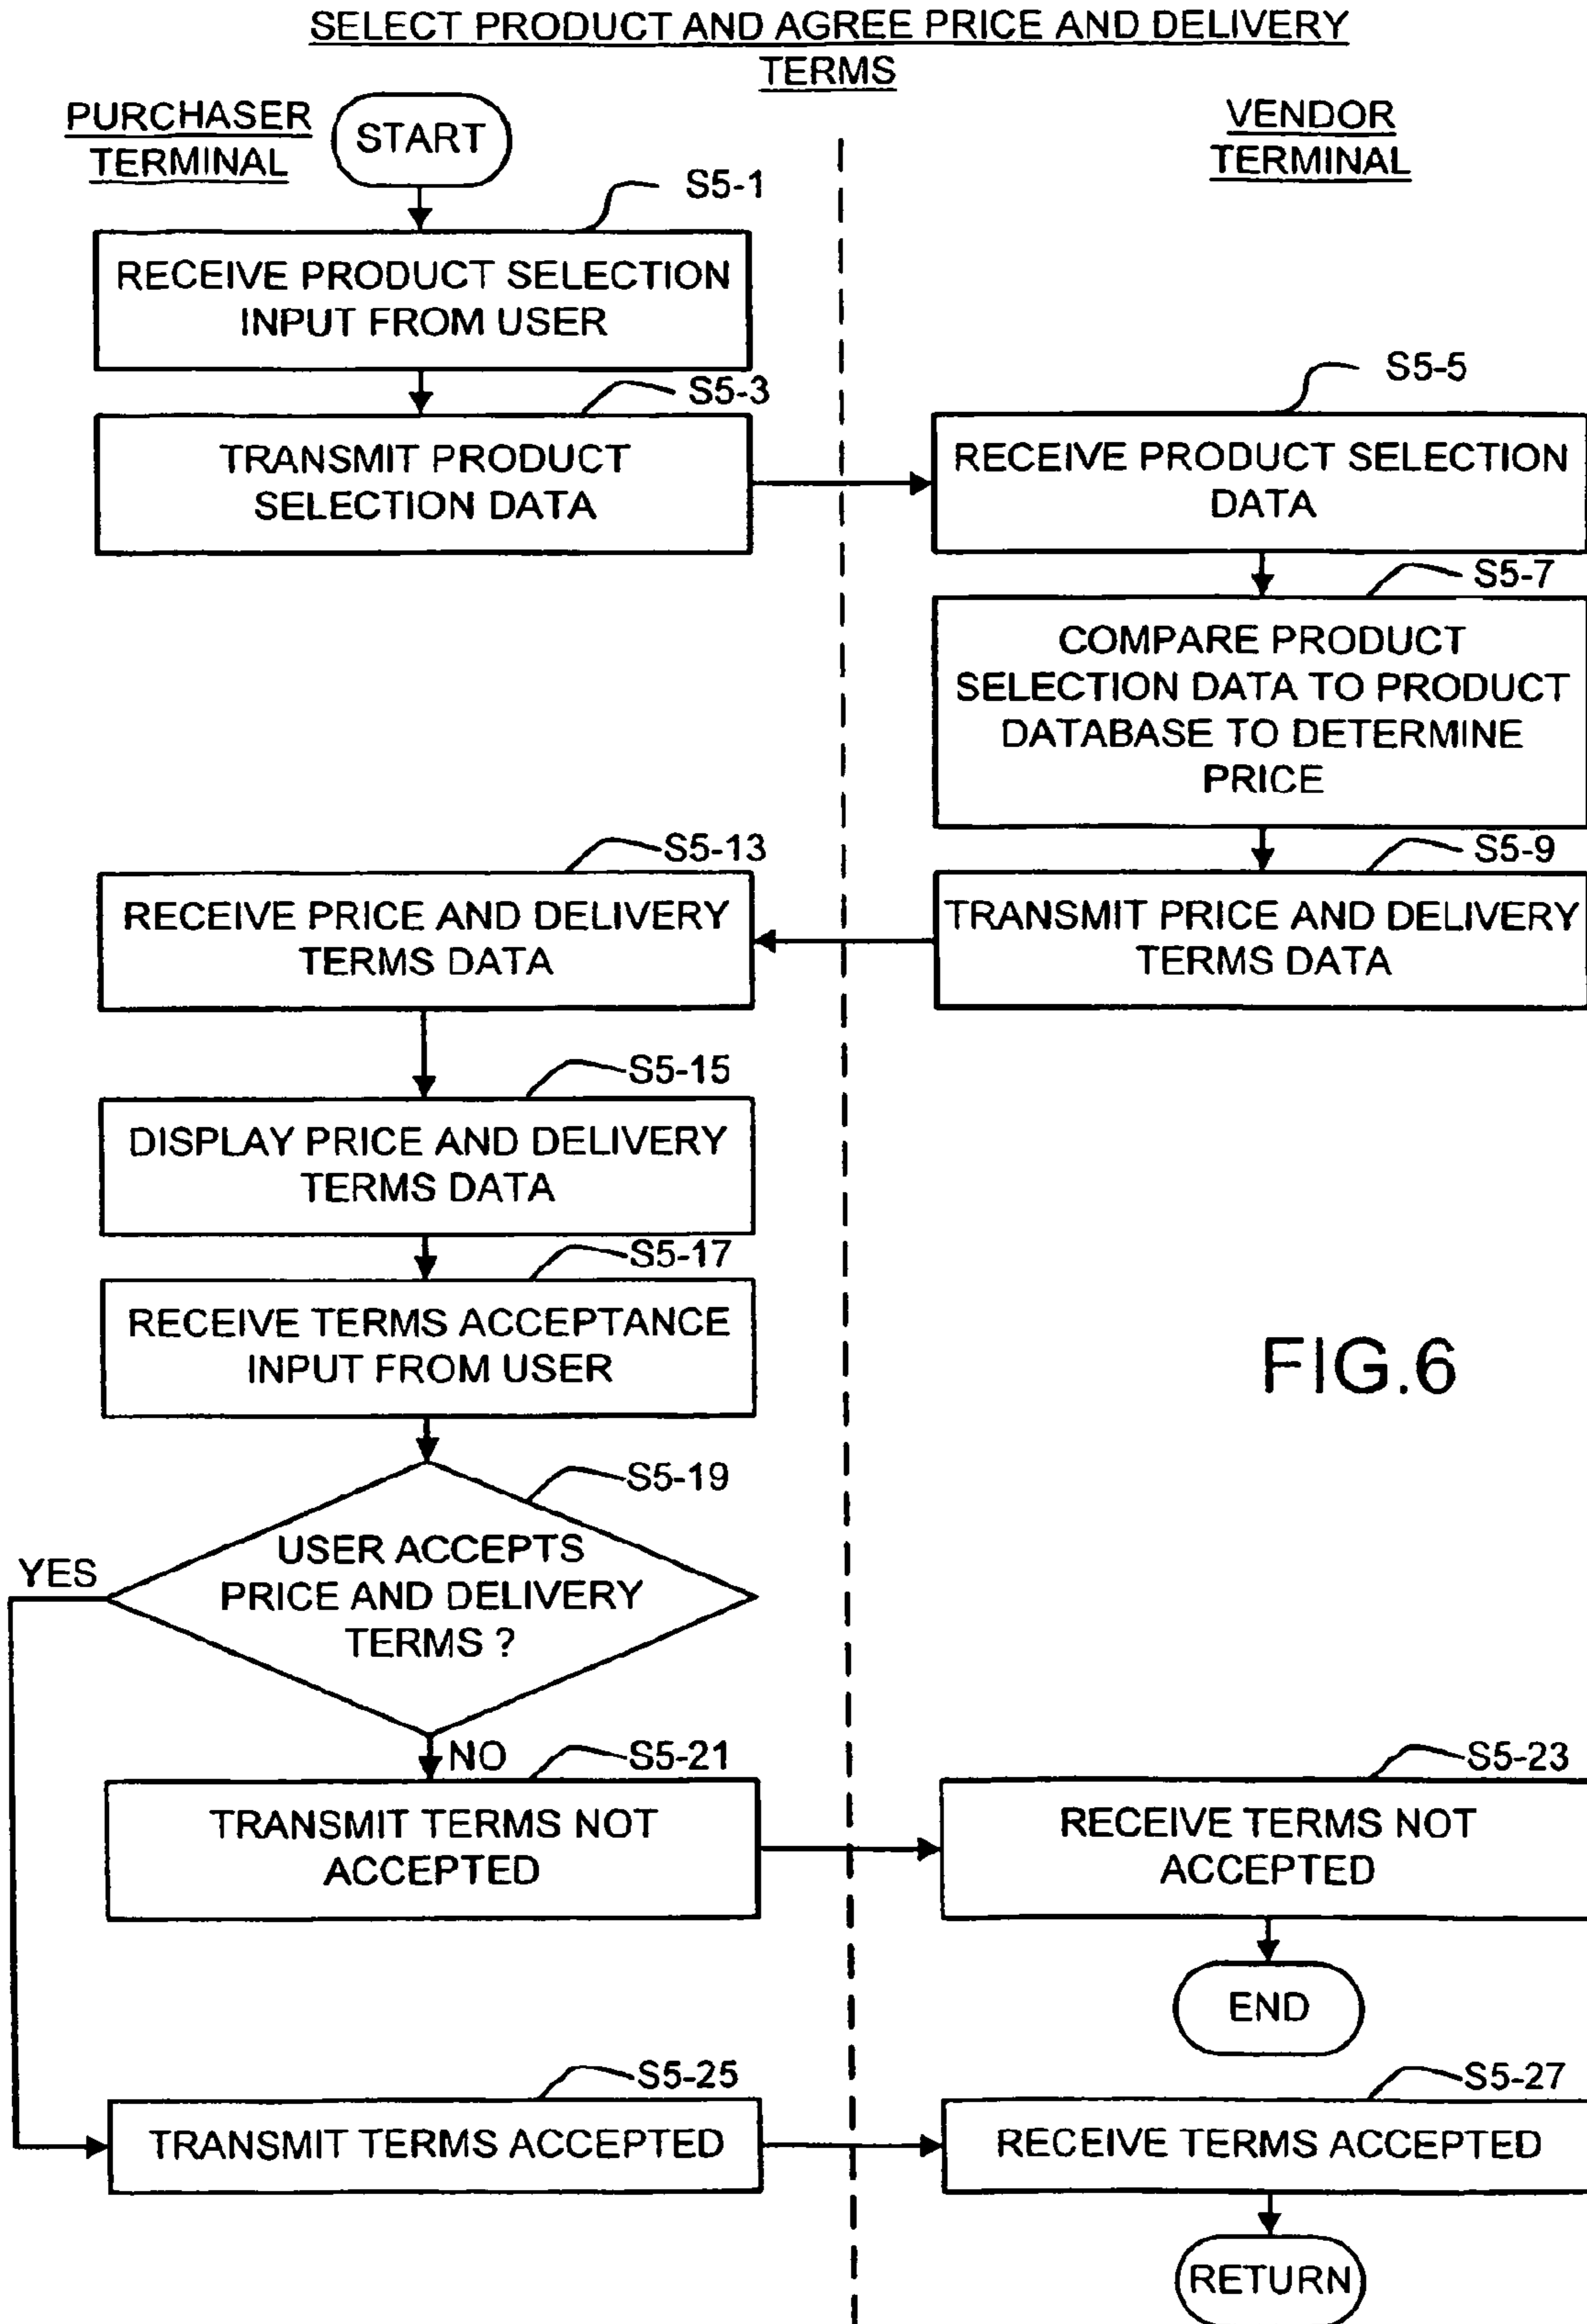 SELECT PRODUCT AND AGREE PRICE AND DELIVERY
TERMS
PURCHASER
TERMINAL
START
VENDOR
TERMINAL
S5-1
RECEIVE PRODUCT SELECTION
INPUT FROM USER
S5-3
TRANSMIT PRODUCT
SELECTION DATA
S5-5
RECEIVE PRODUCT SELECTION
DATA
S5-7
COMPARE PRODUCT
SELECTION DATA TO PRODUCT
DATABASE TO DETERMINE
PRICE
S5-9
TRANSMIT PRICE AND DELIVERY
TERMS DATA
S5-13
RECEIVE PRICE AND DELIVERY
TERMS DATA
S5-15
DISPLAY PRICE AND DELIVERY
TERMS DATA
S5-17
RECEIVE TERMS ACCEPTANCE
INPUT FROM USER
FIG.6
S5-19
USER ACCEPTS
PRICE AND DELIVERY
TERMS ?
YES
NO
S5-21
TRANSMIT TERMS NOT
ACCEPTED
S5-23
RECEIVE TERMS NOT
ACCEPTED
END
S5-25
TRANSMIT TERMS ACCEPTED
S5-27
RECEIVE TERMS ACCEPTED
RETURN